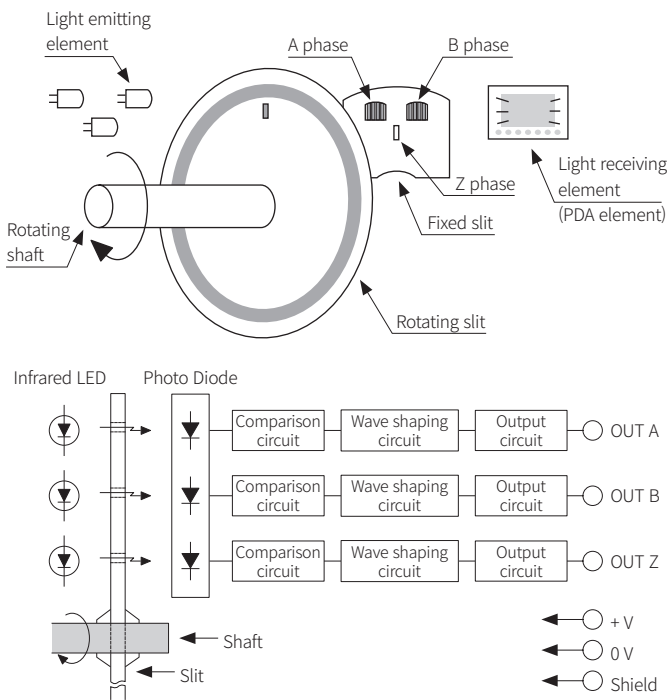 Light emitting
element
A phase
B phase
Z phase
Fixed slit
Light receiving
element
(PDA element)
Rotating
shaft
Rotating slit
Infrared LED
Photo Diode
Comparison
circuit
Wave shaping
circuit
Output
circuit
OUT A
Comparison
circuit
Wave shaping
circuit
Output
circuit
OUT B
Comparison
circuit
Wave shaping
circuit
Output
circuit
OUT Z
Shaft
Slit
+ V
0 V
Shield